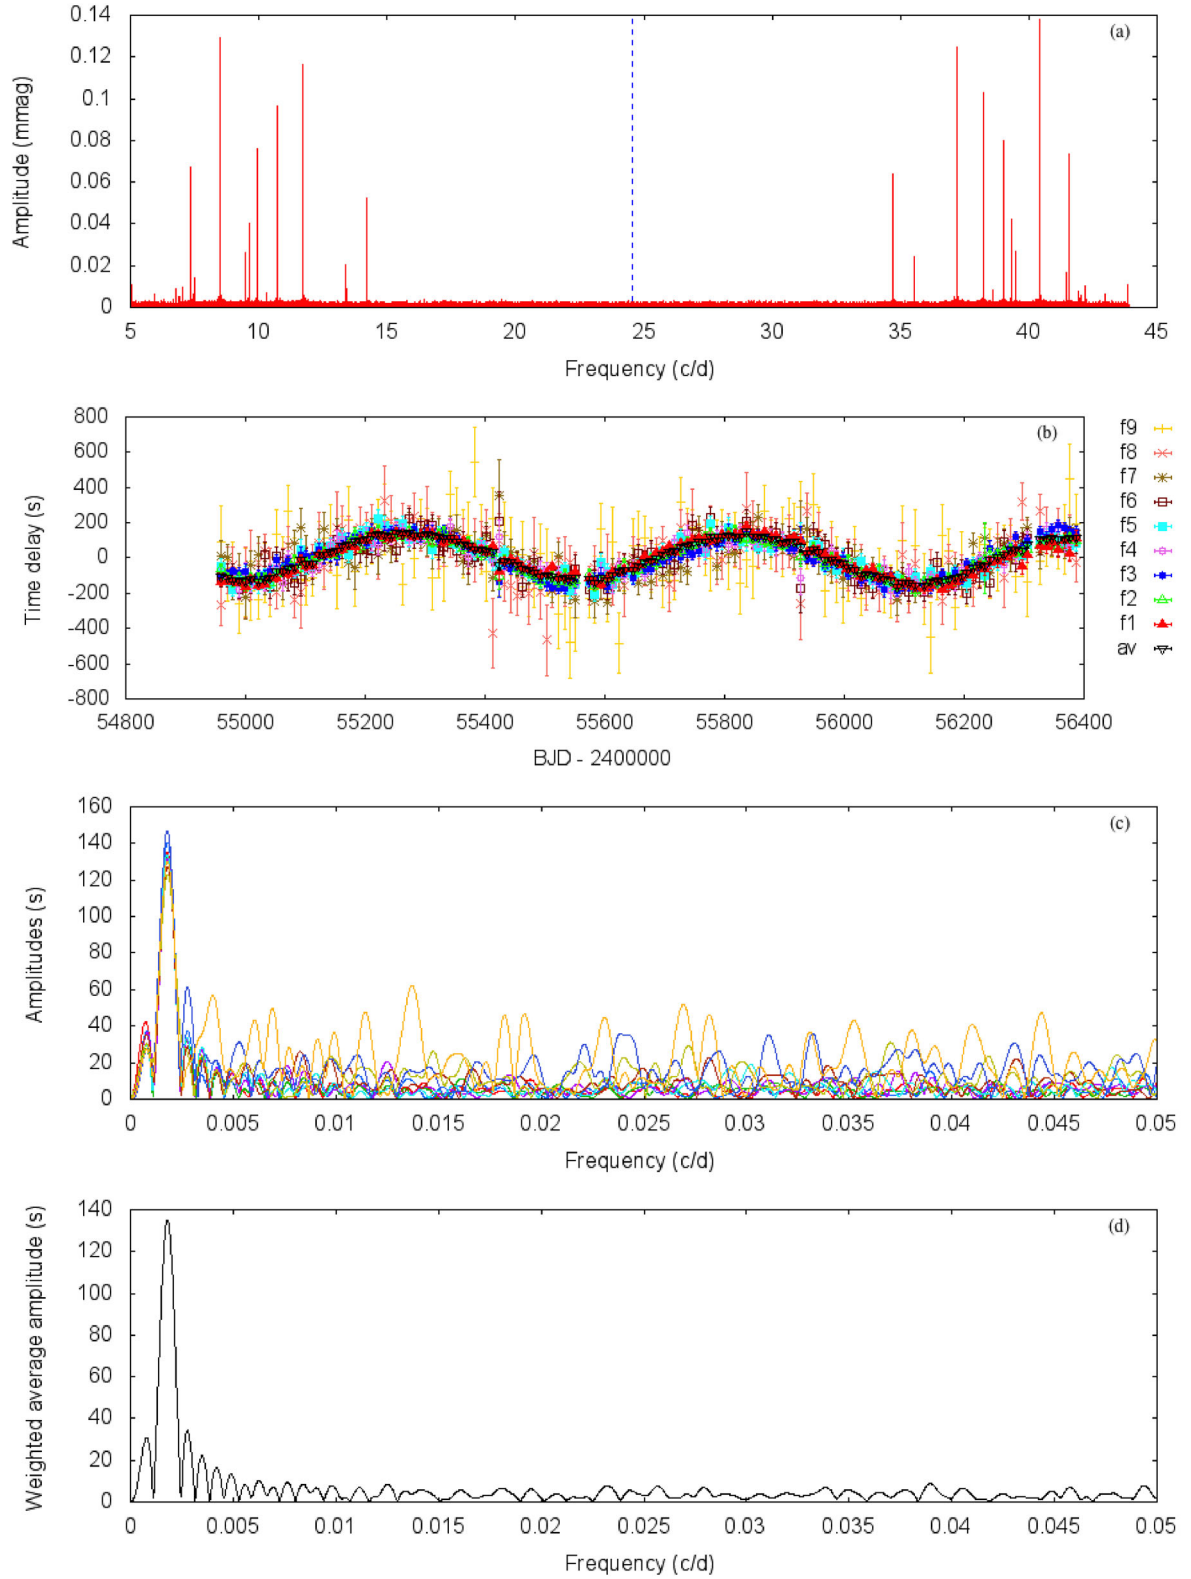 (a)
0.14
0.12
0.1
0.08
0.06
0.04
0.02
0
Amplitude (mmag)
5 10 15 20 25 30 35 40 45
Frequency (c/d)
(b)
800
600
400
200
0
-200
-400
-600
-800
Time delay (s)
54800 55000 55200 55400 55600 55800 56000 56200 56400
BJD - 2400000
f9
f8
f7
f6
f5
f4
f3
f2
f1
av
(c)
160
140
120
100
80
60
40
20
0
Amplitudes (s)
0 0.005 0.01 0.015 0.02 0.025 0.03 0.035 0.04 0.045 0.05
Frequency (c/d)
(d)
140
120
100
80
60
40
20
0
Weighted average amplitude (s)
0 0.005 0.01 0.015 0.02 0.025 0.03 0.035 0.04 0.045 0.05
Frequency (c/d)